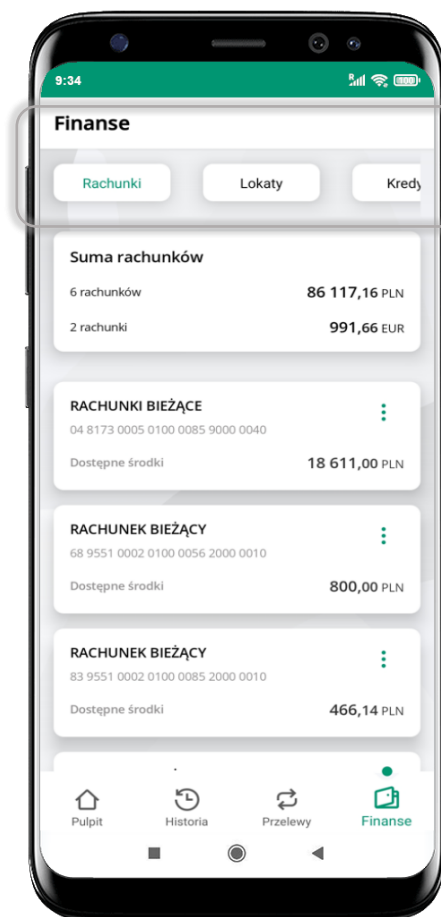 9:34
R
100
Finanse
Rachunki Lokaty Kredy
Suma rachunków
6 rachunków 86 117,16 PLN
2 rachunki 991,66 EUR
RACHUNKI BIEŻĄCE
04 8173 0005 0100 0085 9000 0040
Dostępne środki 18 611,00 PLN
RACHUNEK BIEŻĄCY
68 9551 0002 0100 0056 2000 0010
Dostępne środki 800,00 PLN
RACHUNEK BIEŻĄCY
83 9551 0002 0100 0085 2000 0010
Dostępne środki 466,14 PLN
Pulpit Historia Przelewy Finanse